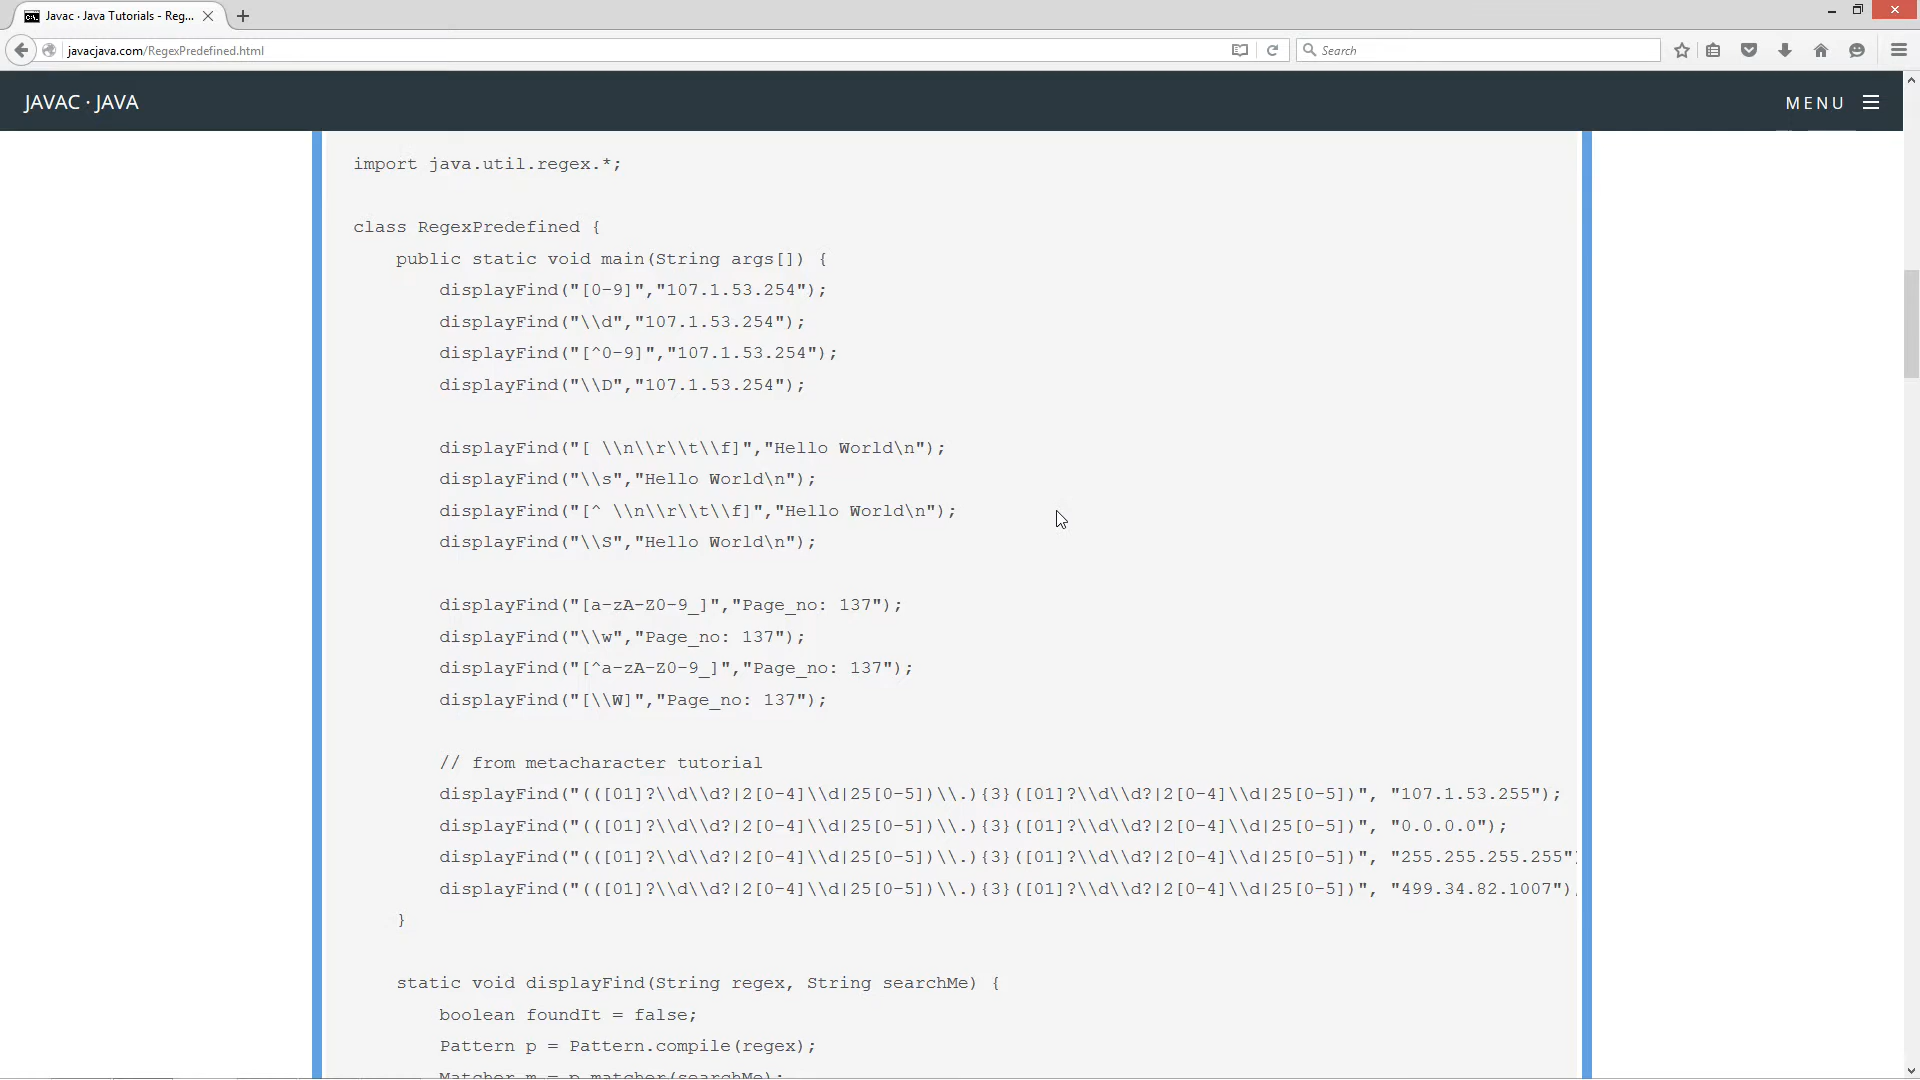 Javac · Java Tutorials - Reg...
javacjava.com/RegexPredefined.html
Search
JAVAC · JAVA
MENU
import java.util.regex.*;
class RegexPredefined {
public static void main(String args[]) {
displayFind("[0-9]","107.1.53.254");
displayFind("\\d","107.1.53.254");
displayFind("[^0-9]","107.1.53.254");
displayFind("\\D","107.1.53.254");
displayFind("[ \\n\\r\\t\\f]","Hello World\n");
displayFind("\\s","Hello World\n");
displayFind("[^ \\n\\r\\t\\f]","Hello World\n");
displayFind("\\S","Hello World\n");
displayFind("[a-zA-Z0-9_]","Page_no: 137");
displayFind("\\w","Page_no: 137");
displayFind("[^a-zA-Z0-9_]","Page_no: 137");
displayFind("[\\W]","Page_no: 137");
// from metacharacter tutorial
displayFind("(([01]?\\d\\d?|2[0-4]\\d|25[0-5])\\.){3}([01]?\\d\\d?|2[0-4]\\d|25[0-5])", "107.1.53.255");
displayFind("(([01]?\\d\\d?|2[0-4]\\d|25[0-5])\\.){3}([01]?\\d\\d?|2[0-4]\\d|25[0-5])", "0.0.0.0");
displayFind("(([01]?\\d\\d?|2[0-4]\\d|25[0-5])\\.){3}([01]?\\d\\d?|2[0-4]\\d|25[0-5])", "255.255.255.255"
displayFind("(([01]?\\d\\d?|2[0-4]\\d|25[0-5])\\.){3}([01]?\\d\\d?|2[0-4]\\d|25[0-5])", "499.34.82.1007")
}
static void displayFind(String regex, String searchMe) {
boolean foundIt = false;
Pattern p = Pattern.compile(regex);
Matcher m = p.matcher(searchMe);